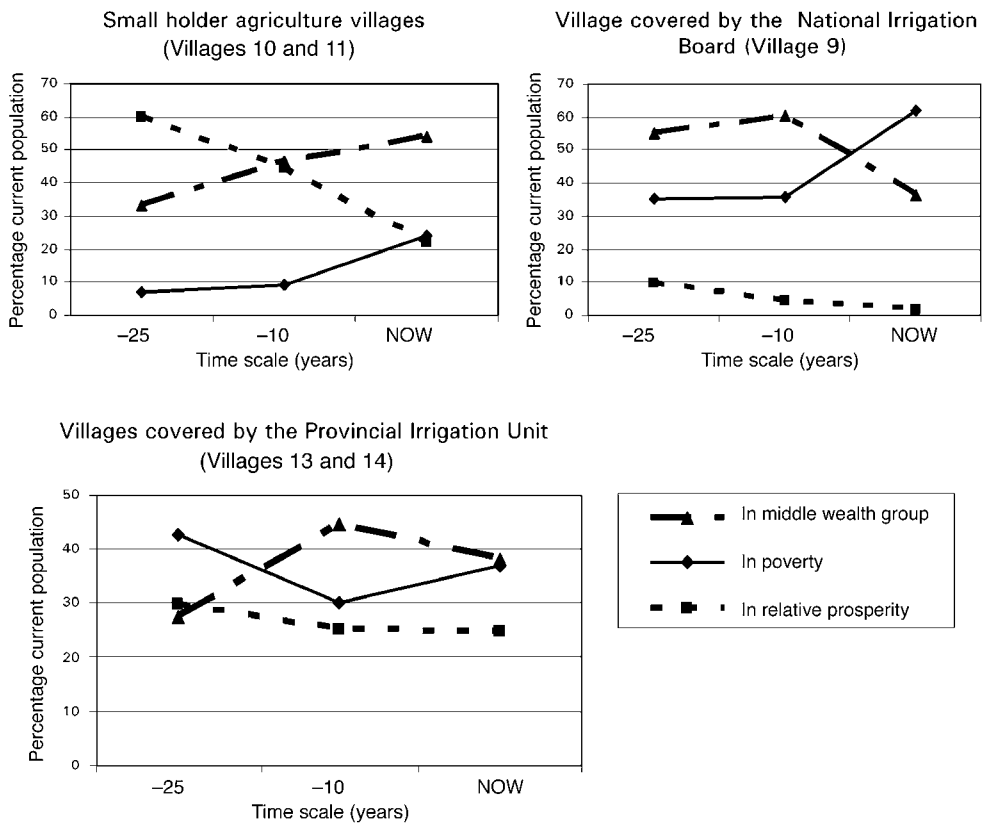 Small holder agriculture villages
(Villages 10 and 11)
Percentage current population
70
60
50
40
30
20
10
0
–25
–10
NOW
Time scale (years)
Village covered by the National Irrigation
Board (Village 9)
Percentage current population
70
60
50
40
30
20
10
0
–25
–10
NOW
Time scale (years)
Villages covered by the Provincial Irrigation Unit
(Villages 13 and 14)
Percentage current population
50
40
30
20
10
0
–25
–10
NOW
Time scale (years)
In middle wealth group
In poverty
In relative prosperity